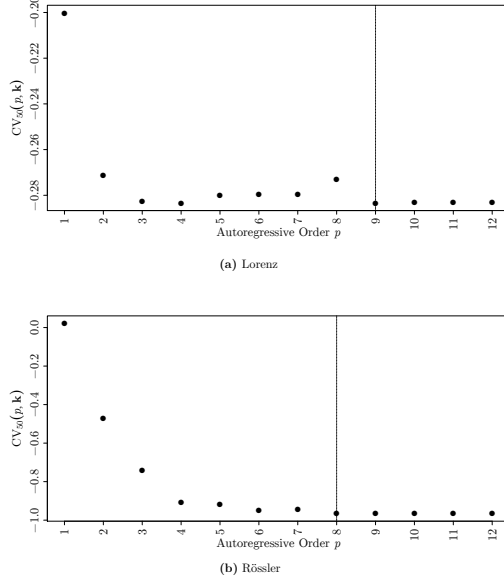 −0.20
−0.22
−0.24
−0.26
−0.28
CV50(p, k)
1 2 3 4 5 6 7 8 9 10 11 12
Autoregressive Order p
(a) Lorenz
0.0
−0.2
−0.4
−0.6
−0.8
−1.0
CV50(p, k)
1 2 3 4 5 6 7 8 9 10 11 12
Autoregressive Order p
(b) Rössler